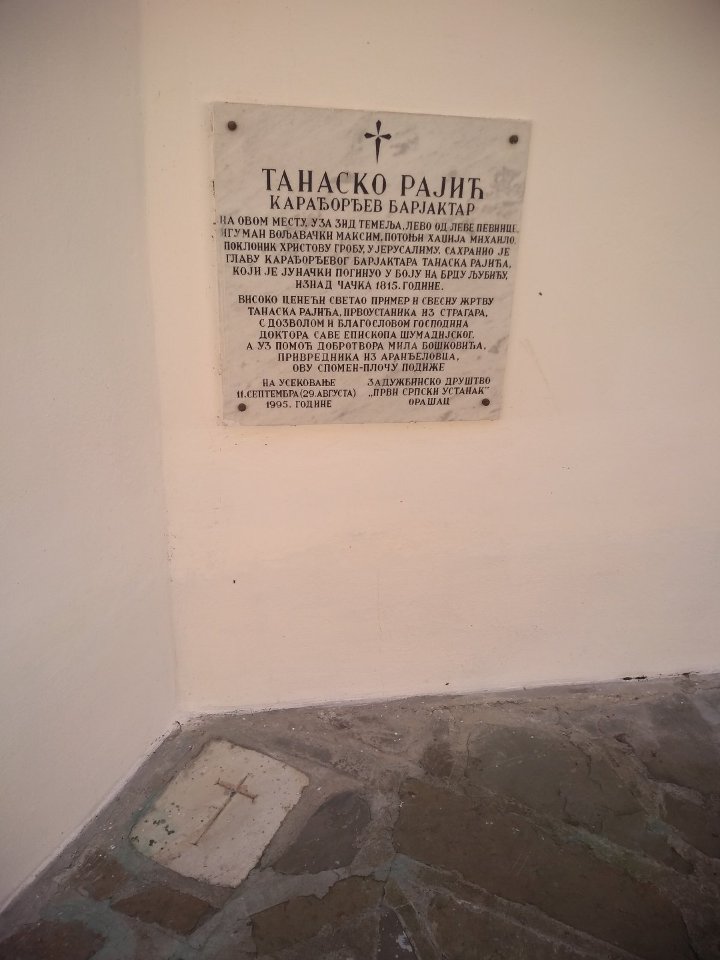 ТАНАСКО РАЈИЋ
КАРАЂОРЂЕВ БАРЈАКТАР
НА ОВОМ МЕСТУ, УЗА ЗИД ТЕМЕЉА, ЛЕВО ОД ЛЕВЕ ПЕВНИЦЕ,
ИГУМАН ВОЉАВАЧКИ МАКСИМ, ПОТОЊИ ХАЏИЈА МИХАИЛО,
ПОКЛОНИК ХРИСТОВУ ГРОБУ, У ЈЕРУСАЛИМУ, САХРАНИО ЈЕ
ГЛАВУ КАРАЂОРЂЕВОГ БАРЈАКТАРА ТАНАСКА РАЈИЋА,
КОЈИ ЈЕ ЈУНАЧКИ ПОГИНУО У БОЈУ НА БРДУ ЉУБИЋУ,
ИЗНАД ЧАЧКА 1815. ГОДИНЕ.
ВИСОКО ЦЕНЕЋИ СВЕТАО ПРИМЕР И СВЕСНУ ЖРТВУ
ТАНАСКА РАЈИЋА, ПРВОУСТАНИКА ИЗ СТРАГАРА,
С ДОЗВОЛОМ И БЛАГОСЛОВОМ ГОСПОДИНА
ДОКТОРА САВЕ ЕПИСКОПА ШУМАДИЈСКОГ,
А УЗ ПОМОЋ ДОБРОТВОРА МИЛА БОШКОВИЋА,
ПРИВРЕДНИКА ИЗ АРАНЂЕЛОВЦА,
ОВУ СПОМЕН-ПЛОЧУ ПОДИЖЕ
НА УСЕКОВАЊЕ
11. СЕПТЕМБРА (29. АВГУСТА)
1995. ГОДИНЕ
ЗАДУЖБИНСКО ДРУШТВО
„ПРВИ СРПСКИ УСТАНАК"
ОРАШАЦ